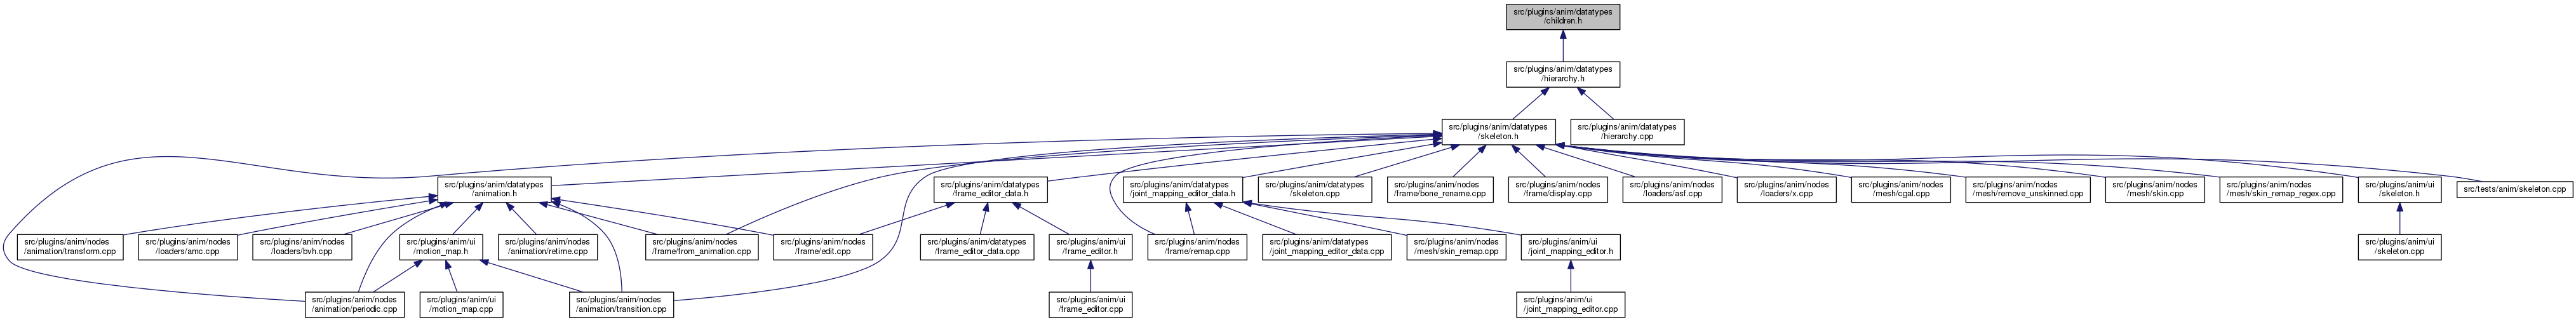 src/plugins/anim/datatypes
/children.h
src/plugins/anim/datatypes
/hierarchy.h
src/plugins/anim/datatypes
/skeleton.h
src/plugins/anim/datatypes
/hierarchy.cpp
src/plugins/anim/datatypes
/animation.h
src/plugins/anim/datatypes
/frame_editor_data.h
src/plugins/anim/datatypes
/joint_mapping_editor_data.h
src/plugins/anim/datatypes
/skeleton.cpp
src/plugins/anim/nodes
/frame/bone_rename.cpp
src/plugins/anim/nodes
/frame/display.cpp
src/plugins/anim/nodes
/loaders/asf.cpp
src/plugins/anim/nodes
/loaders/x.cpp
src/plugins/anim/nodes
/mesh/cgal.cpp
src/plugins/anim/nodes
/mesh/remove_unskinned.cpp
src/plugins/anim/nodes
/mesh/skin.cpp
src/plugins/anim/nodes
/mesh/skin_remap_regex.cpp
src/plugins/anim/ui
/skeleton.h
src/tests/anim/skeleton.cpp
src/plugins/anim/nodes
/animation/transform.cpp
src/plugins/anim/nodes
/loaders/amc.cpp
src/plugins/anim/nodes
/loaders/bvh.cpp
src/plugins/anim/ui
/motion_map.h
src/plugins/anim/nodes
/animation/retime.cpp
src/plugins/anim/nodes
/frame/from_animation.cpp
src/plugins/anim/nodes
/frame/edit.cpp
src/plugins/anim/datatypes
/frame_editor_data.cpp
src/plugins/anim/ui
/frame_editor.h
src/plugins/anim/nodes
/frame/remap.cpp
src/plugins/anim/datatypes
/joint_mapping_editor_data.cpp
src/plugins/anim/nodes
/mesh/skin_remap.cpp
src/plugins/anim/ui
/joint_mapping_editor.h
src/plugins/anim/ui
/skeleton.cpp
src/plugins/anim/nodes
/animation/periodic.cpp
src/plugins/anim/ui
/motion_map.cpp
src/plugins/anim/nodes
/animation/transition.cpp
src/plugins/anim/ui
/frame_editor.cpp
src/plugins/anim/ui
/joint_mapping_editor.cpp